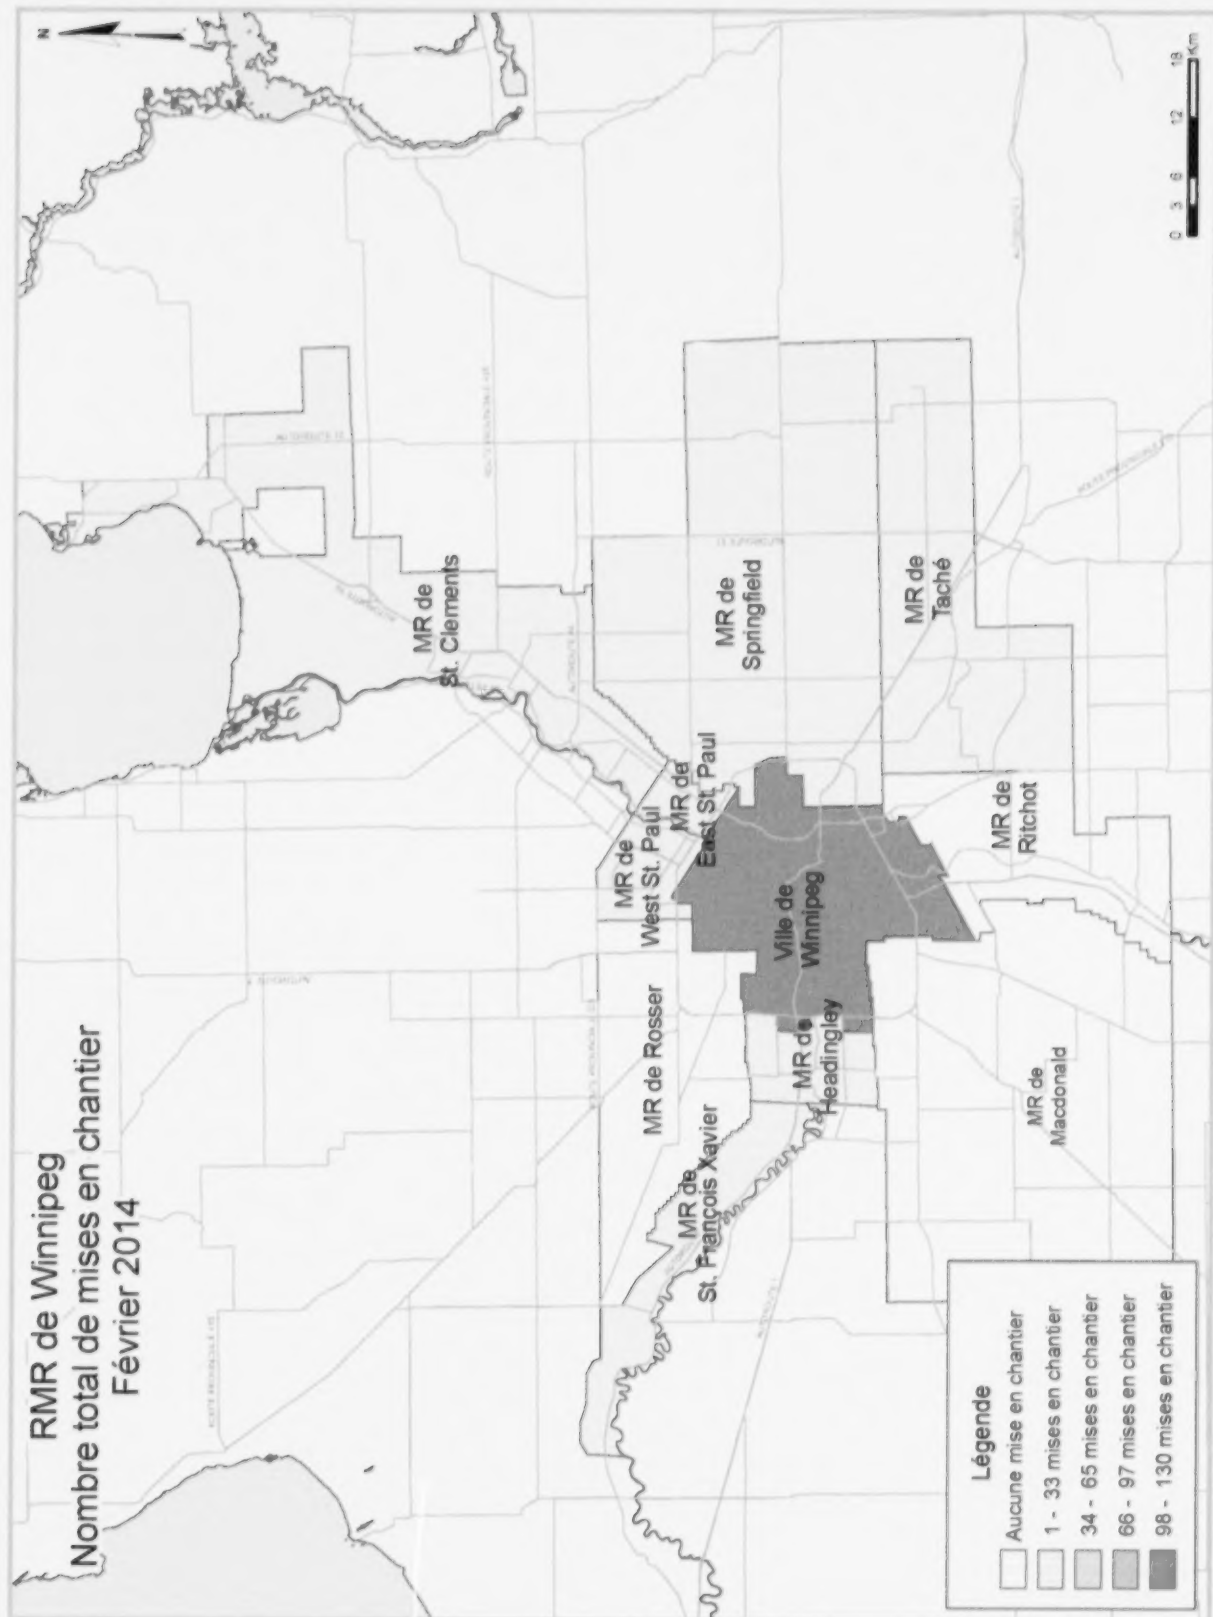 RMR de Winnipeg
Nombre total de mises en chantier
Février 2014
N
MR de
St. Clements
MR de
West St. Paul
MR de
East St. Paul
MR de Rosser
MR de
St. François Xavier
MR de
Springfield
Ville de
Winnipeg
MR de
Headingley
MR de
Taché
MR de
Ritchot
MR de
Macdonald
Légende
Aucune mise en chantier
1 - 33 mises en chantier
34 - 65 mises en chantier
66 - 97 mises en chantier
98 - 130 mises en chantier
0 3 6 12 18
Km